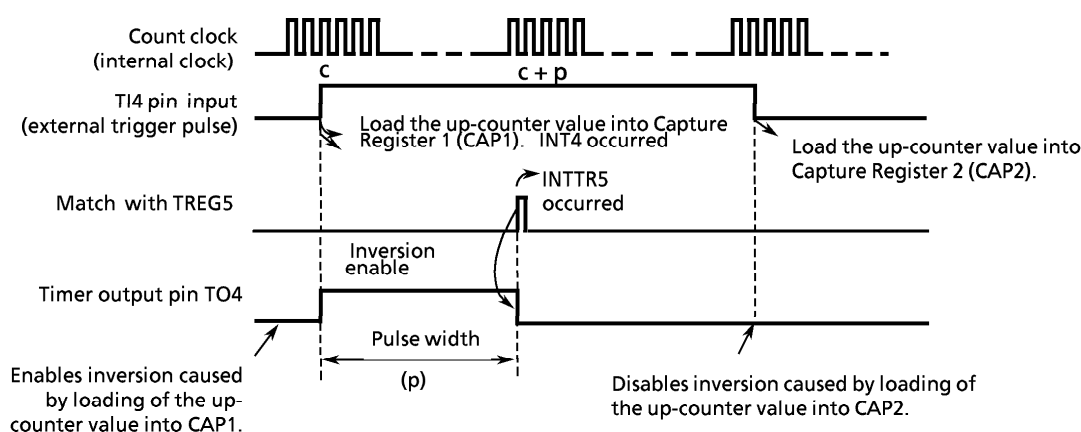 Count clock
(internal clock)
c
c + p
TI4 pin input
(external trigger pulse)
Load the up-counter value into Capture
Register 1 (CAP1). INT4 occurred
Load the up-counter value into
Capture Register 2 (CAP2).
INTTR5
occurred
Match with TREG5
Inversion
enable
Timer output pin TO4
Pulse width
(p)
Enables inversion caused
by loading of the up-
counter value into CAP1.
Disables inversion caused by loading of
the up-counter value into CAP2.